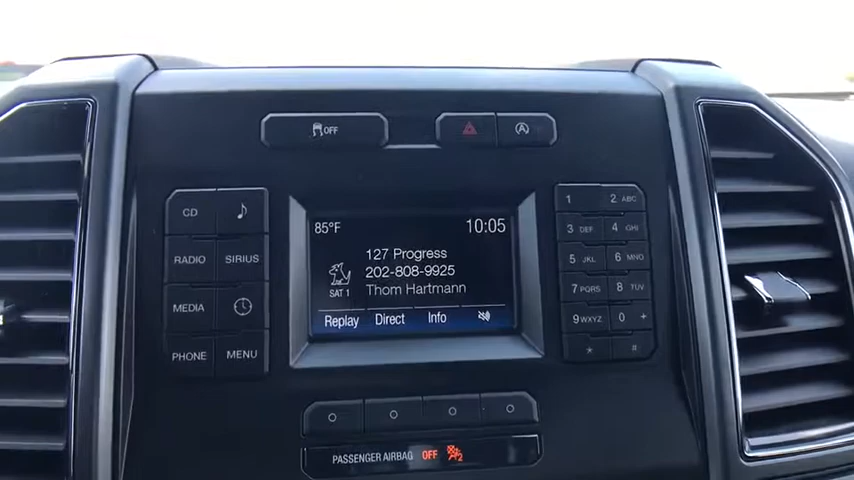 OFF
CD
RADIO
SIRIUS
MEDIA
PHONE
MENU
85°F
10:05
127 Progress
202-808-9925
Thom Hartmann
SAT 1
Replay Direct Info
1
2 ABC
3 DEF
4 GHI
5 JKL
6 MNO
7 PQRS
8 TUV
9 WXYZ
0 +
*
#
PASSENGER AIRBAG OFF 2